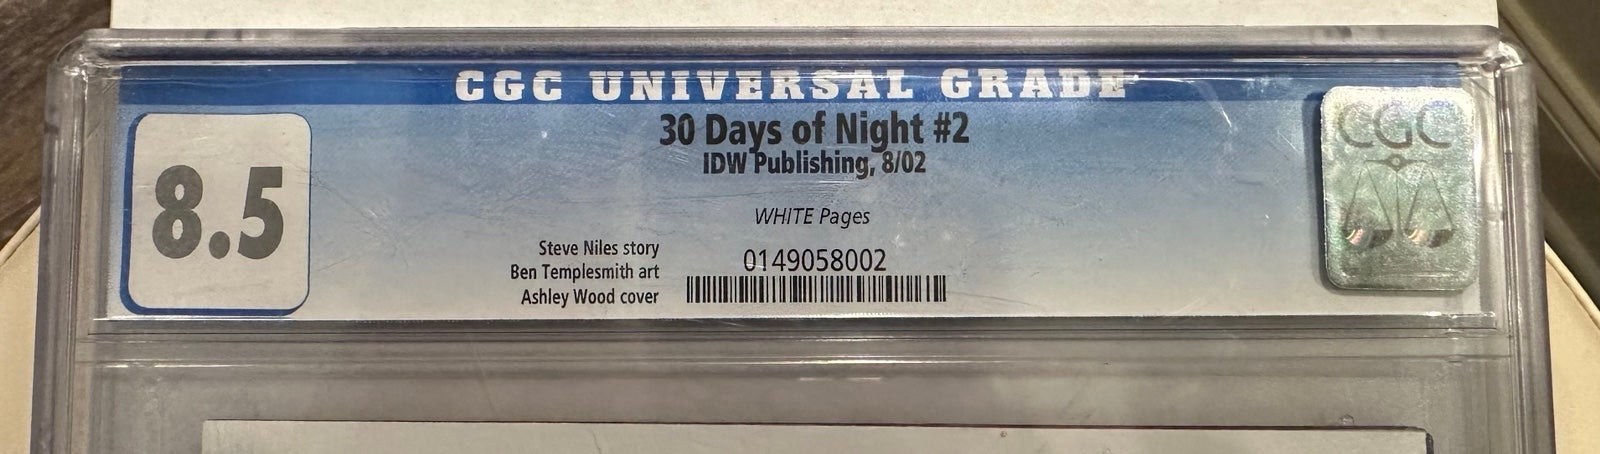 CGC UNIVERSAL GRADE
30 Days of Night #2
IDW Publishing, 8/02
8.5
CGC
WHITE Pages
Steve Niles story
Ben Templesmith art
Ashley Wood cover
0149058002